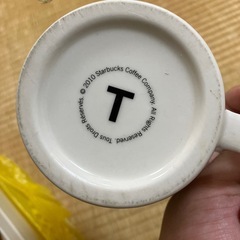 © 2010 Starbucks Coffee Company. All Rights Reserved. Tous Droits Réservés
T